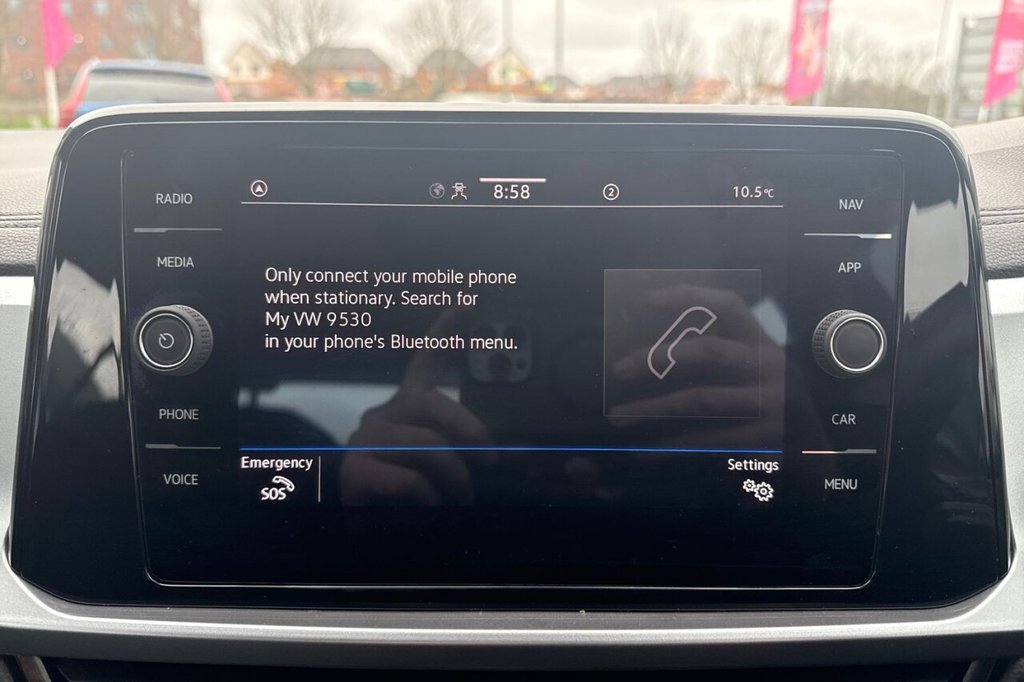 RADIO
MEDIA
PHONE
VOICE
8:58
2
10.5°C
Only connect your mobile phone
when stationary. Search for
My VW 9530
in your phone's Bluetooth menu.
Emergency
SOS
Settings
NAV
APP
CAR
MENU